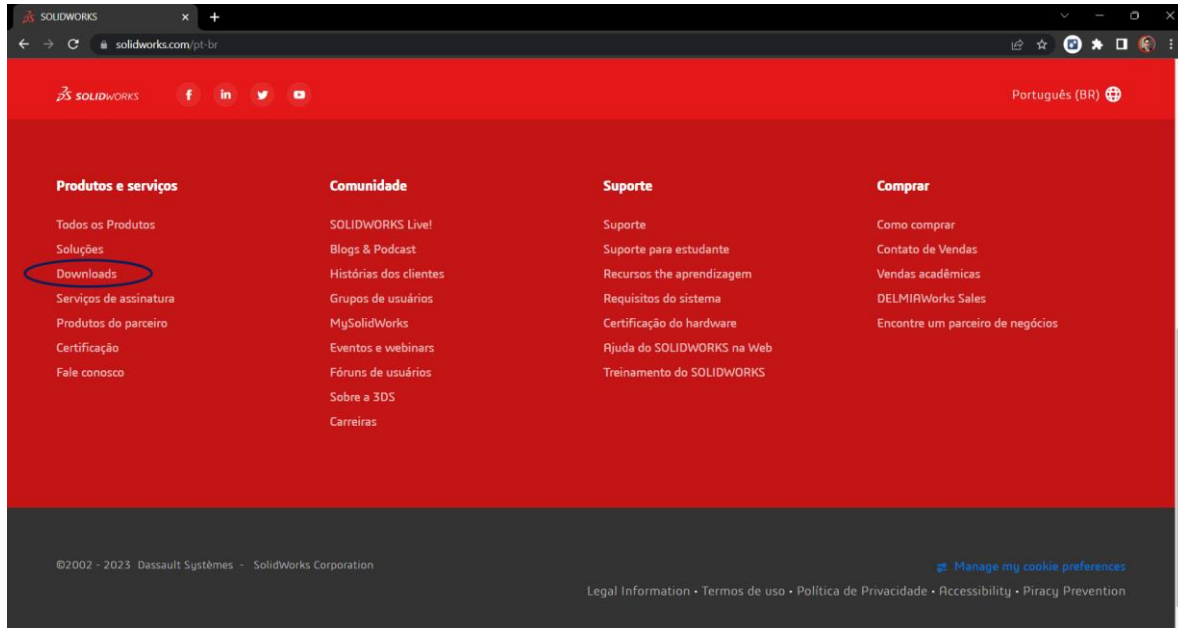 SOLIDWORKS
solidworks.com/pt-br
3S SOLIDWORKS
Português (BR)
Produtos e serviços
Todos os Produtos
Soluções
Downloads
Serviços de assinatura
Produtos do parceiro
Certificação
Fale conosco
Comunidade
SOLIDWORKS Live!
Blogs & Podcast
Histórias dos clientes
Grupos de usuários
MySolidWorks
Eventos e webinars
Fóruns de usuários
Sobre a 3DS
Carreiras
Suporte
Suporte
Suporte para estudante
Recursos the aprendizagem
Requisitos do sistema
Certificação do hardware
Ajuda do SOLIDWORKS na Web
Treinamento do SOLIDWORKS
Comprar
Como comprar
Contato de Vendas
Vendas acadêmicas
DELMIAWorks Sales
Encontre um parceiro de negócios
©2002 - 2023 Dassault Systèmes - SolidWorks Corporation
Manage my cookie preferences
Legal Information • Termos de uso • Política de Privacidade • Accessibility • Piracy Prevention